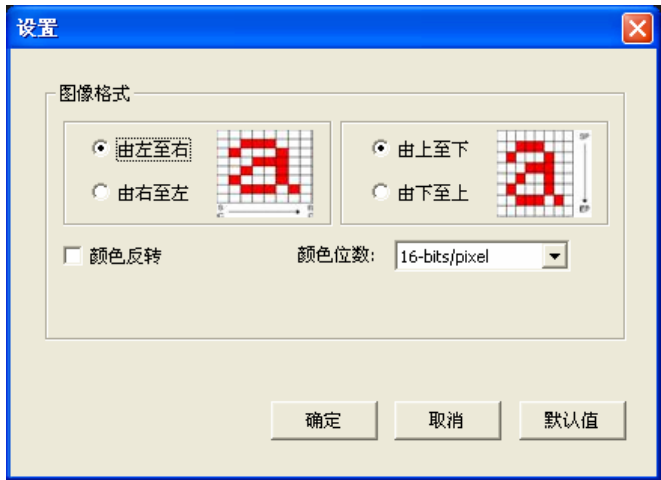 设置
图像格式
由左至右
由右至左
由上至下
由下至上
颜色反转
颜色位数:
16-bits/pixel
确定
取消
默认值